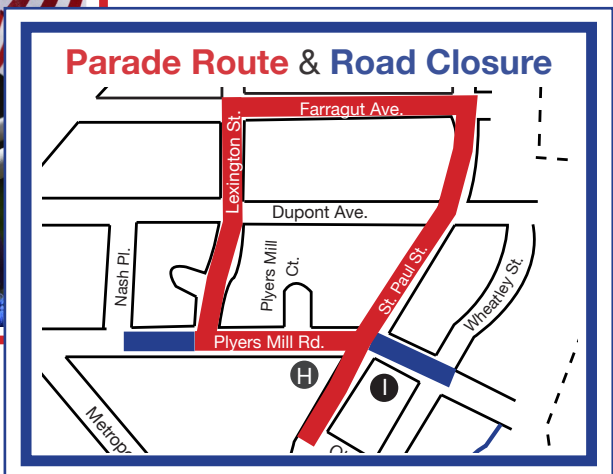 Parade Route & Road Closure
Farragut Ave.
Lexington St.
Dupont Ave.
Nash Pl.
Plyers Mill
Ct.
St. Paul St.
Wheatley St.
Plyers Mill Rd.
H
I